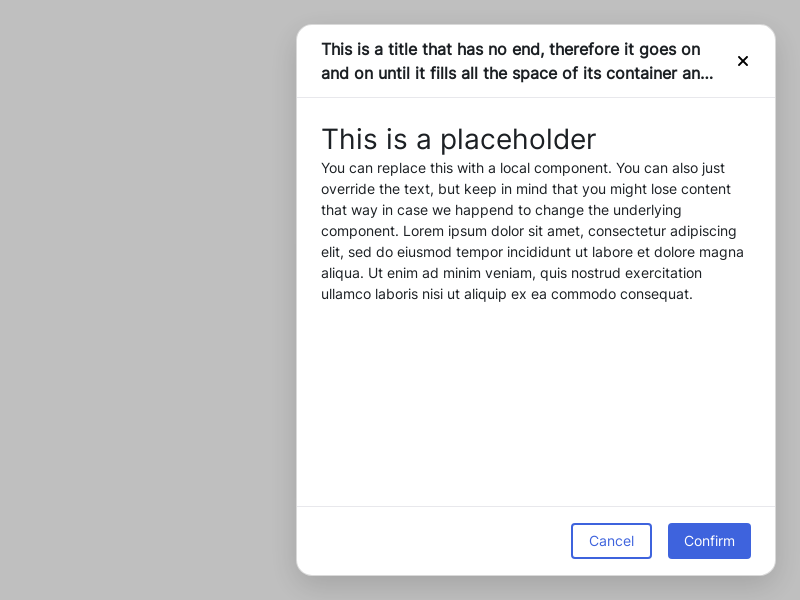 This is a title that has no end, therefore it goes on
and on until it fills all the space of its container an...
This is a placeholder
You can replace this with a local component. You can also just
override the text, but keep in mind that you might lose content
that way in case we happend to change the underlying
component. Lorem ipsum dolor sit amet, consectetur adipiscing
elit, sed do eiusmod tempor incididunt ut labore et dolore magna
aliqua. Ut enim ad minim veniam, quis nostrud exercitation
ullamco laboris nisi ut aliquip ex ea commodo consequat.
Cancel
Confirm